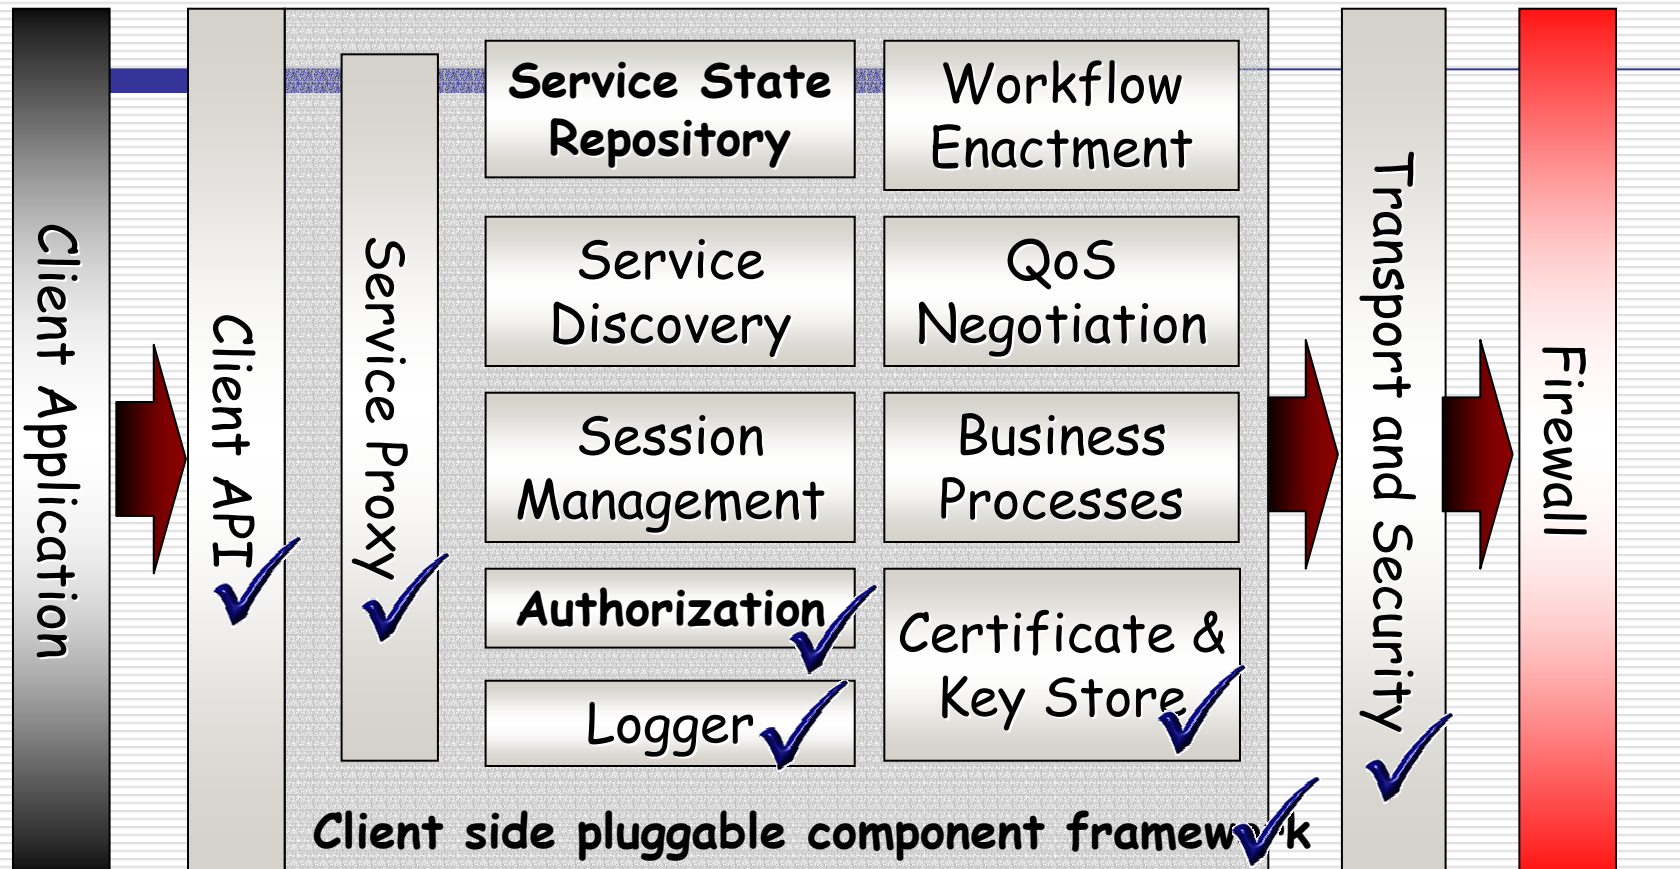 Client Application
Client API
Service Proxy
Service State
Repository
Workflow
Enactment
Service
Discovery
QoS
Negotiation
Session
Management
Business
Processes
Authorization
Certificate &
Key Store
Logger
Client side pluggable component framework
Transport and Security
Firewall